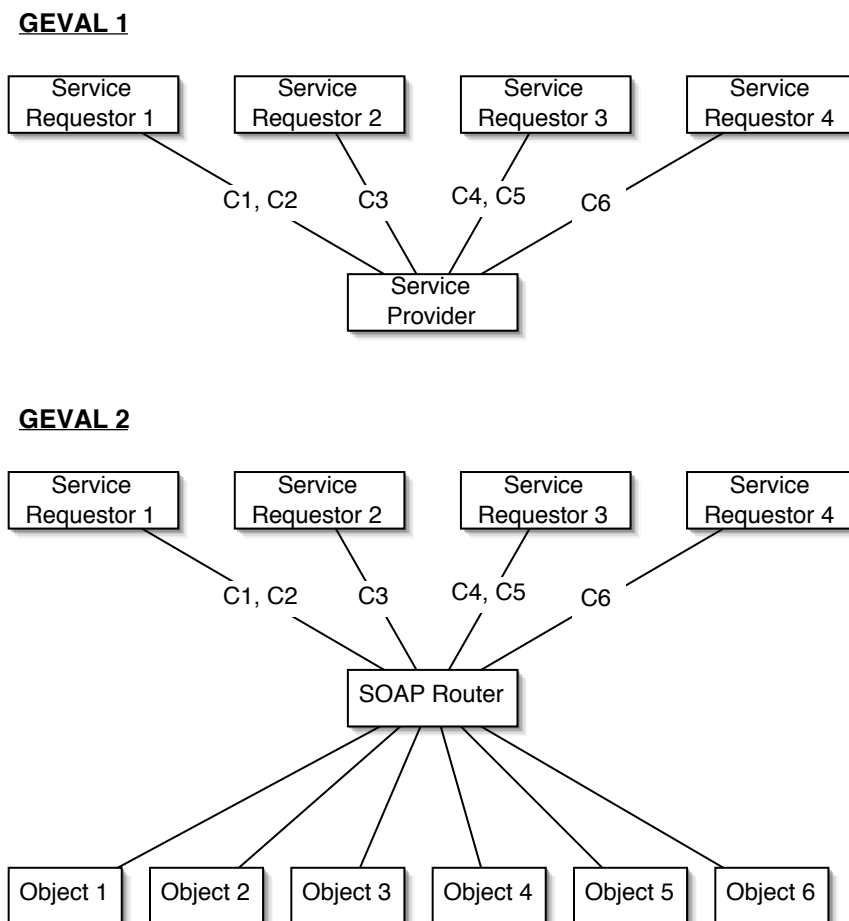 GEVAL 1
Service
Requestor 1
Service
Requestor 2
Service
Requestor 3
Service
Requestor 4
C1, C2
C3
C4, C5
C6
Service
Provider
GEVAL 2
Service
Requestor 1
Service
Requestor 2
Service
Requestor 3
Service
Requestor 4
C1, C2
C3
C4, C5
C6
SOAP Router
Object 1
Object 2
Object 3
Object 4
Object 5
Object 6